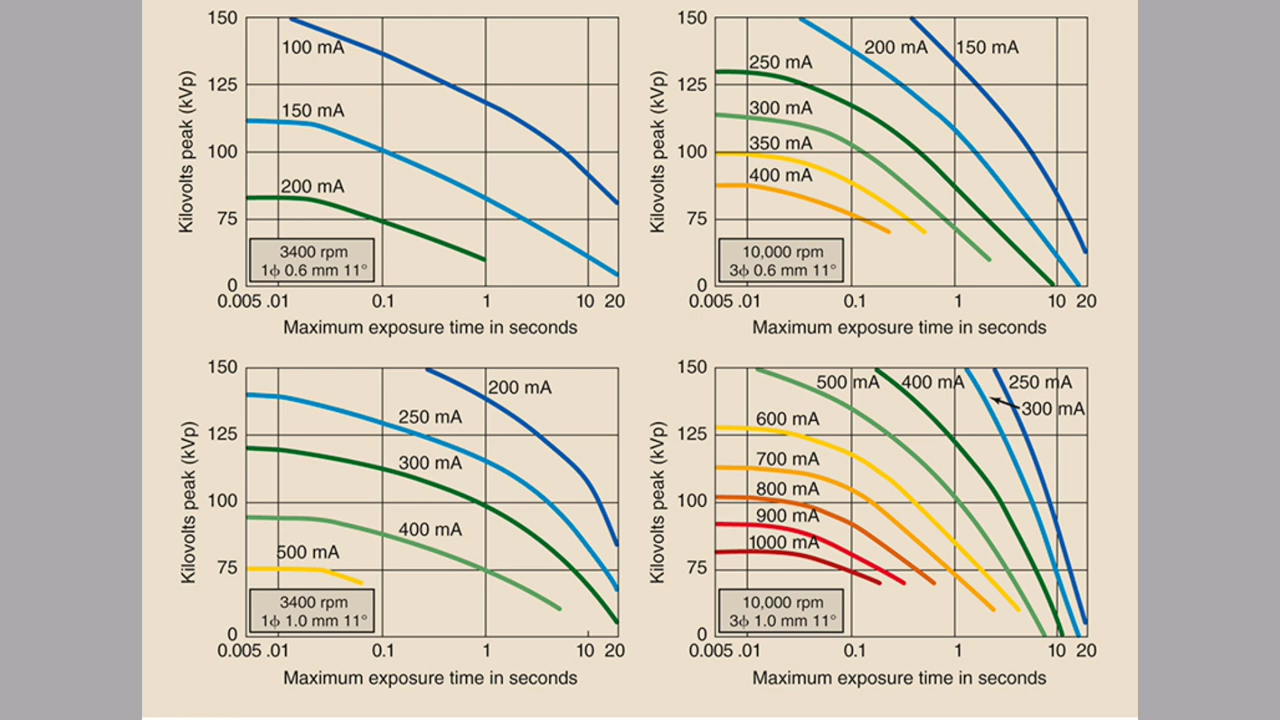 150
125
100
75
0
Kilovolts peak (kVp)
100 mA
150 mA
200 mA
3400 rpm
1ϕ 0.6 mm 11°
0.005 .01 0.1 1 10 20
Maximum exposure time in seconds
150
125
100
75
0
Kilovolts peak (kVp)
200 mA 150 mA
250 mA
300 mA
350 mA
400 mA
10,000 rpm
3ϕ 0.6 mm 11°
0.005 .01 0.1 1 10 20
Maximum exposure time in seconds
150
125
100
75
0
Kilovolts peak (kVp)
200 mA
250 mA
300 mA
400 mA
500 mA
3400 rpm
1ϕ 1.0 mm 11°
0.005 .01 0.1 1 10 20
Maximum exposure time in seconds
150
125
100
75
0
Kilovolts peak (kVp)
500 mA 400 mA 250 mA
300 mA
600 mA
700 mA
800 mA
900 mA
1000 mA
10,000 rpm
3ϕ 1.0 mm 11°
0.005 .01 0.1 1 10 20
Maximum exposure time in seconds